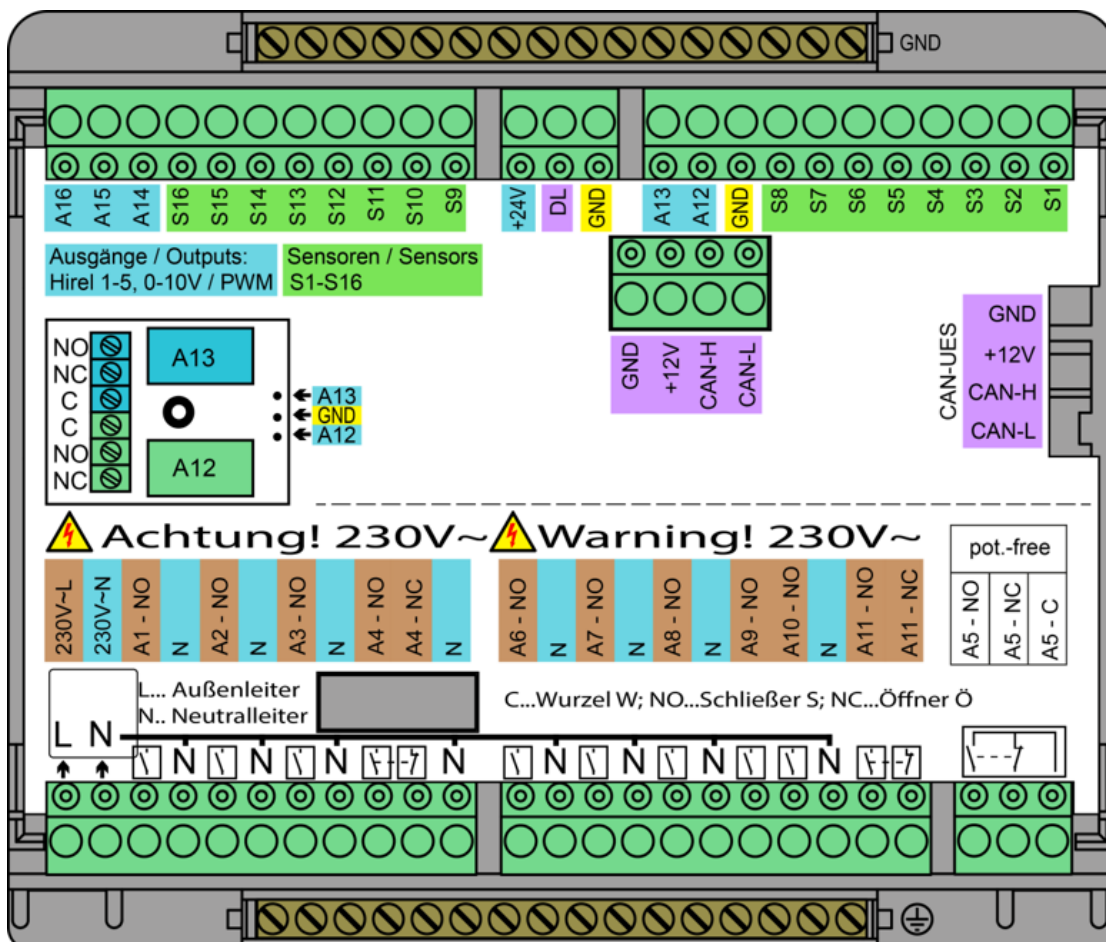 GND
A16 A15 A14 S16 S15 S14 S13 S12 S11 S10 S9 +24V DL GND A13 A12 GND S8 S7 S6 S5 S4 S3 S2 S1
Ausgänge / Outputs:
Hirel 1-5, 0-10V / PWM
Sensoren / Sensors
S1-S16
GND +12V CAN-H CAN-L
CAN-UES
GND
+12V
CAN-H
CAN-L
NO
NC
C
C
NO
NC
A13
A12
A13
GND
A12
Achtung! 230V~
Warning! 230V~
230V~L 230V~N A1 - NO N A2 - NO N A3 - NO N A4 - NO A4 - NC N
A6 - NO N A7 - NO N A8 - NO N A9 - NO A10 - NO N A11 - NO A11 - NC
pot.-free
A5 - NO A5 - NC A5 - C
L... Außenleiter
N.. Neutralleiter
C...Wurzel W; NO...Schließer S; NC...Öffner Ö
L N N N N N N N N N